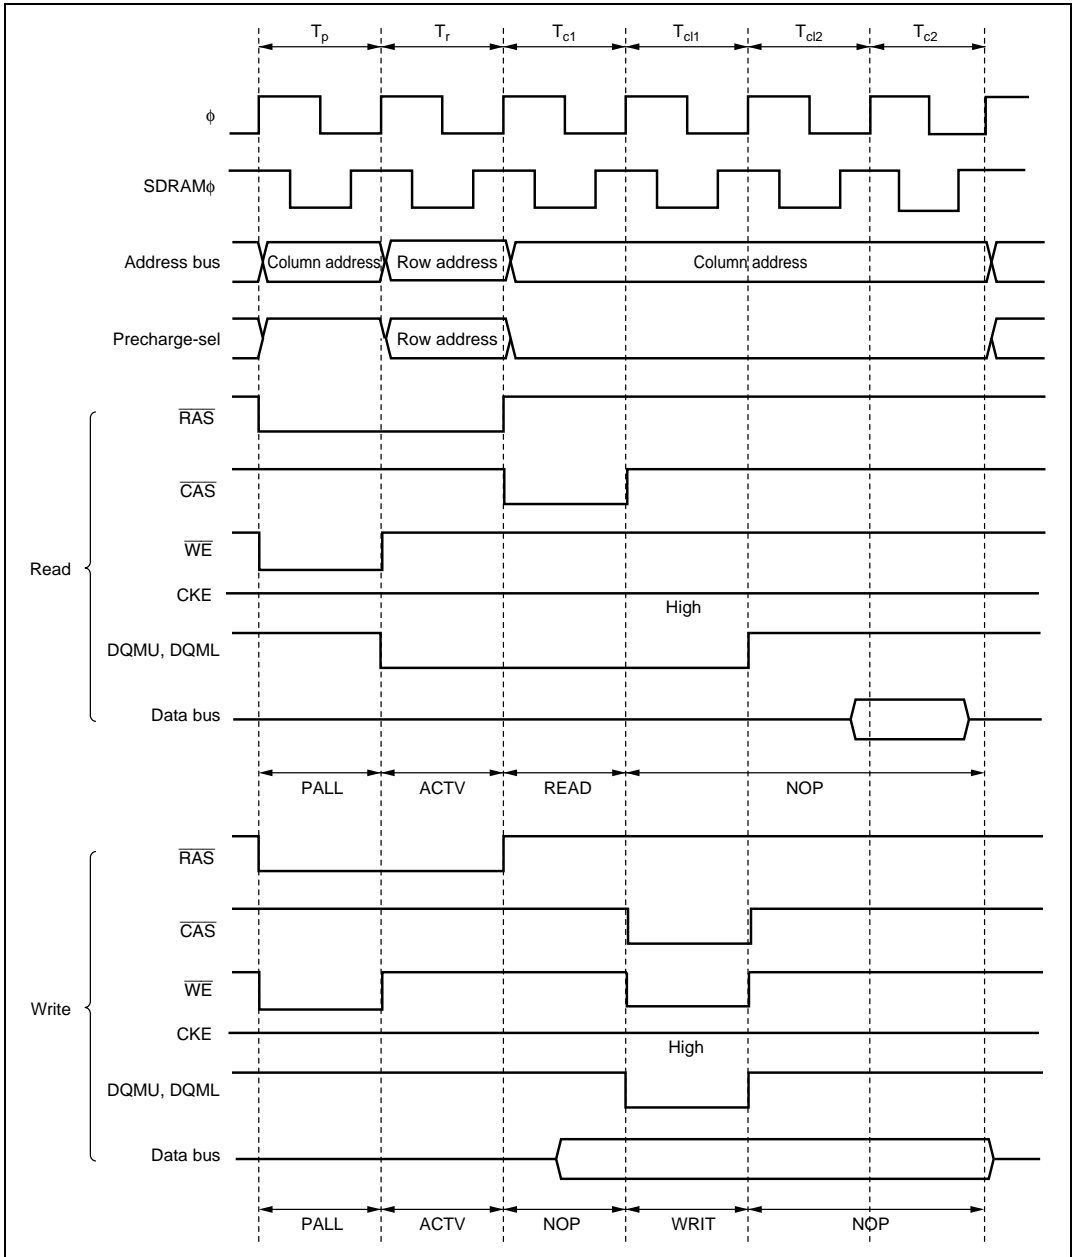 Tp Tr Tc1 Tcl1 Tcl2 Tc2
ϕ
SDRAMϕ
Address bus Column address Row address Column address
Precharge-sel Row address
Read
RAS
CAS
WE
CKE High
DQMU, DQML
Data bus
PALL ACTV READ NOP
Write
RAS
CAS
WE
CKE High
DQMU, DQML
Data bus
PALL ACTV NOP WRIT NOP